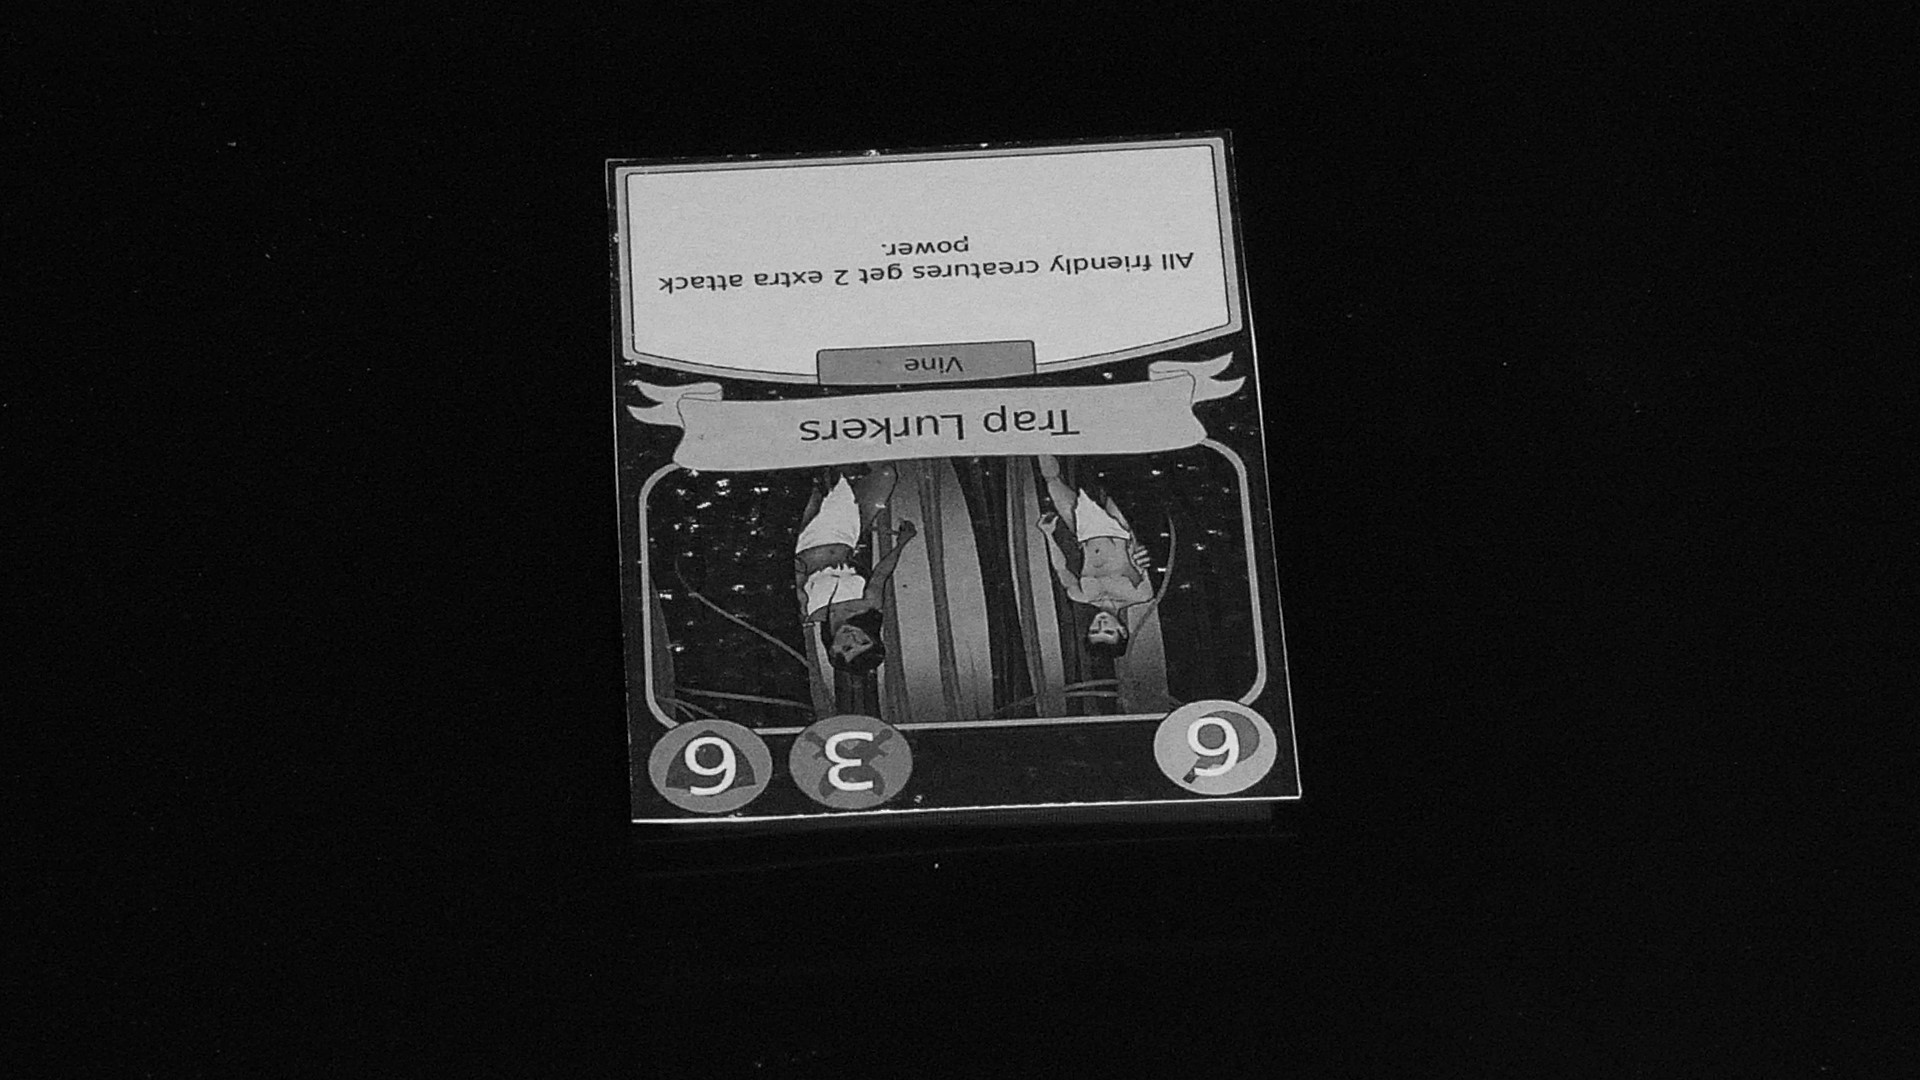 6 3 6
Trap Lurkers
Vine
All friendly creatures get 2 extra attack
power.